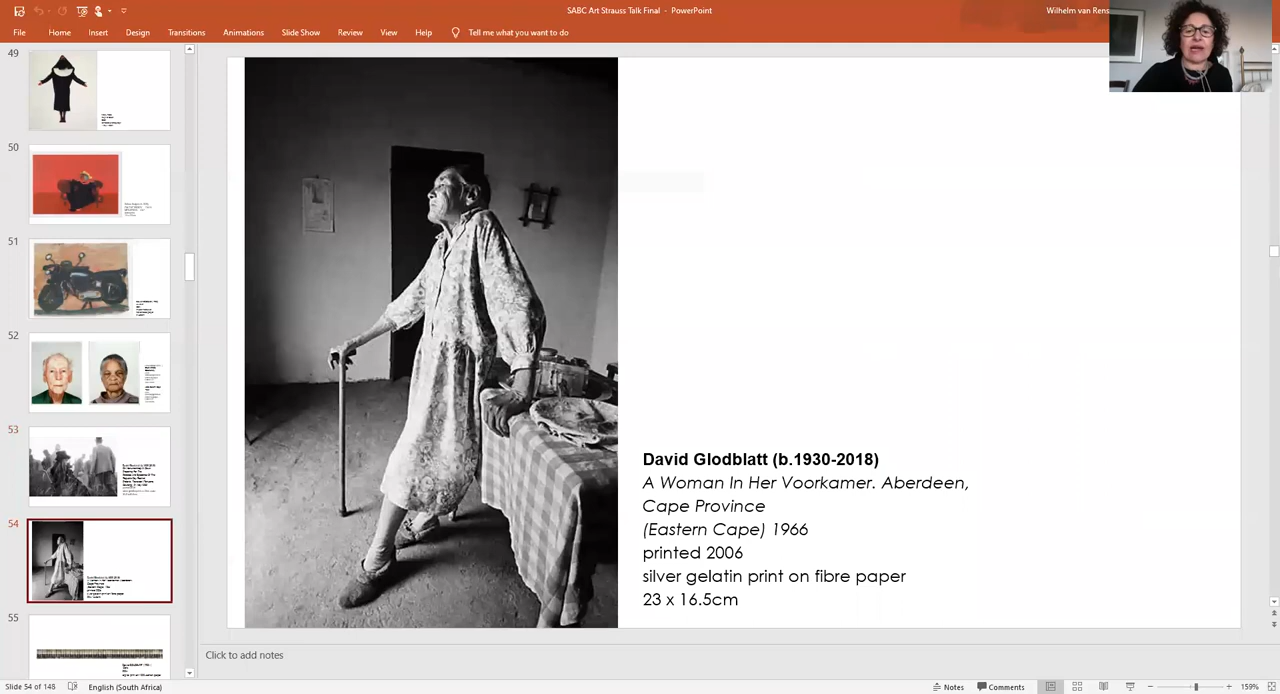 SABC Art Strauss Talk Final - PowerPoint
Wilhelm van Rens
File Home Insert Design Transitions Animations Slide Show Review View Help Tell me what you want to do
49
50
51
52
53
54
55
David Glodblatt (b.1930-2018)
A Woman In Her Voorkamer. Aberdeen,
Cape Province
(Eastern Cape) 1966
printed 2006
silver gelatin print on fibre paper
23 x 16.5cm
Click to add notes
Slide 54 of 148 English (South Africa) Notes Comments 159%